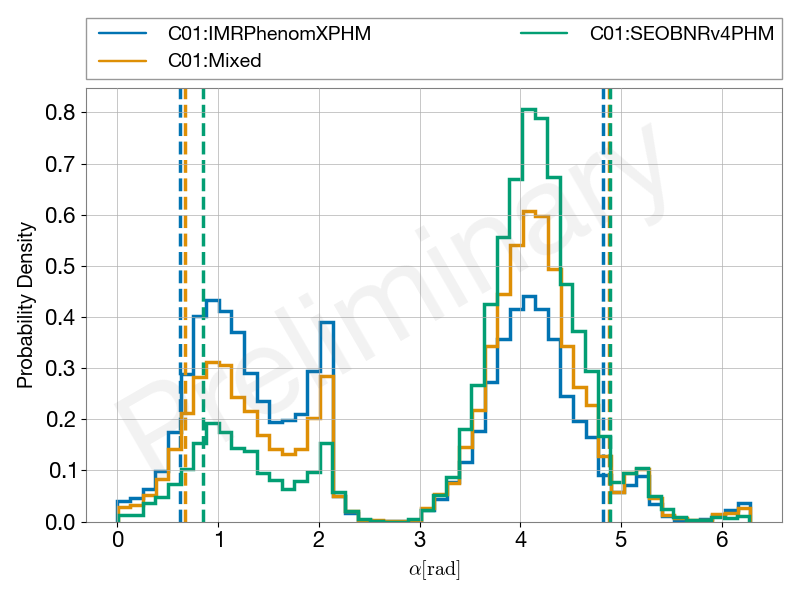 C01:IMRPhenomXPHM C01:SEOBNRv4PHM
C01:Mixed
Probability Density
0.8
0.7
0.6
0.5
0.4
0.3
0.2
0.1
0.0
Preliminary
0 1 2 3 4 5 6
α[rad]